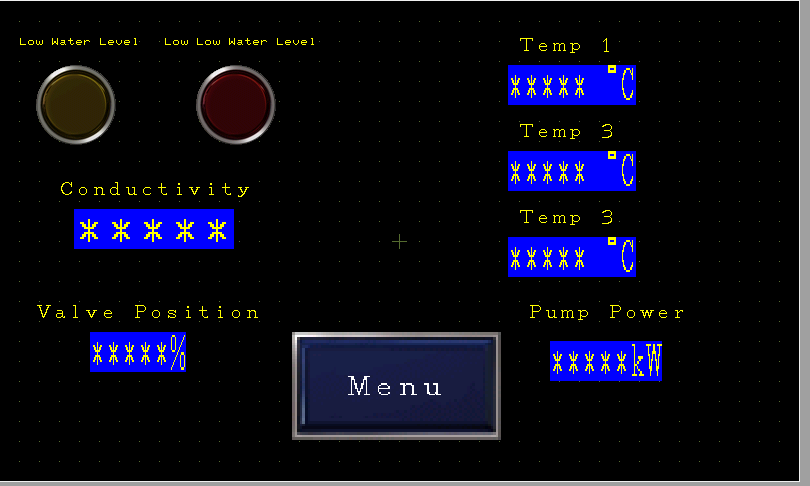 Low Water Level
Low Low Water Level
Temp 1
***** °C
Temp 3
***** °C
Conductivity
*****
Temp 3
***** °C
Valve Position
*****%
Pump Power
*****kW
Menu